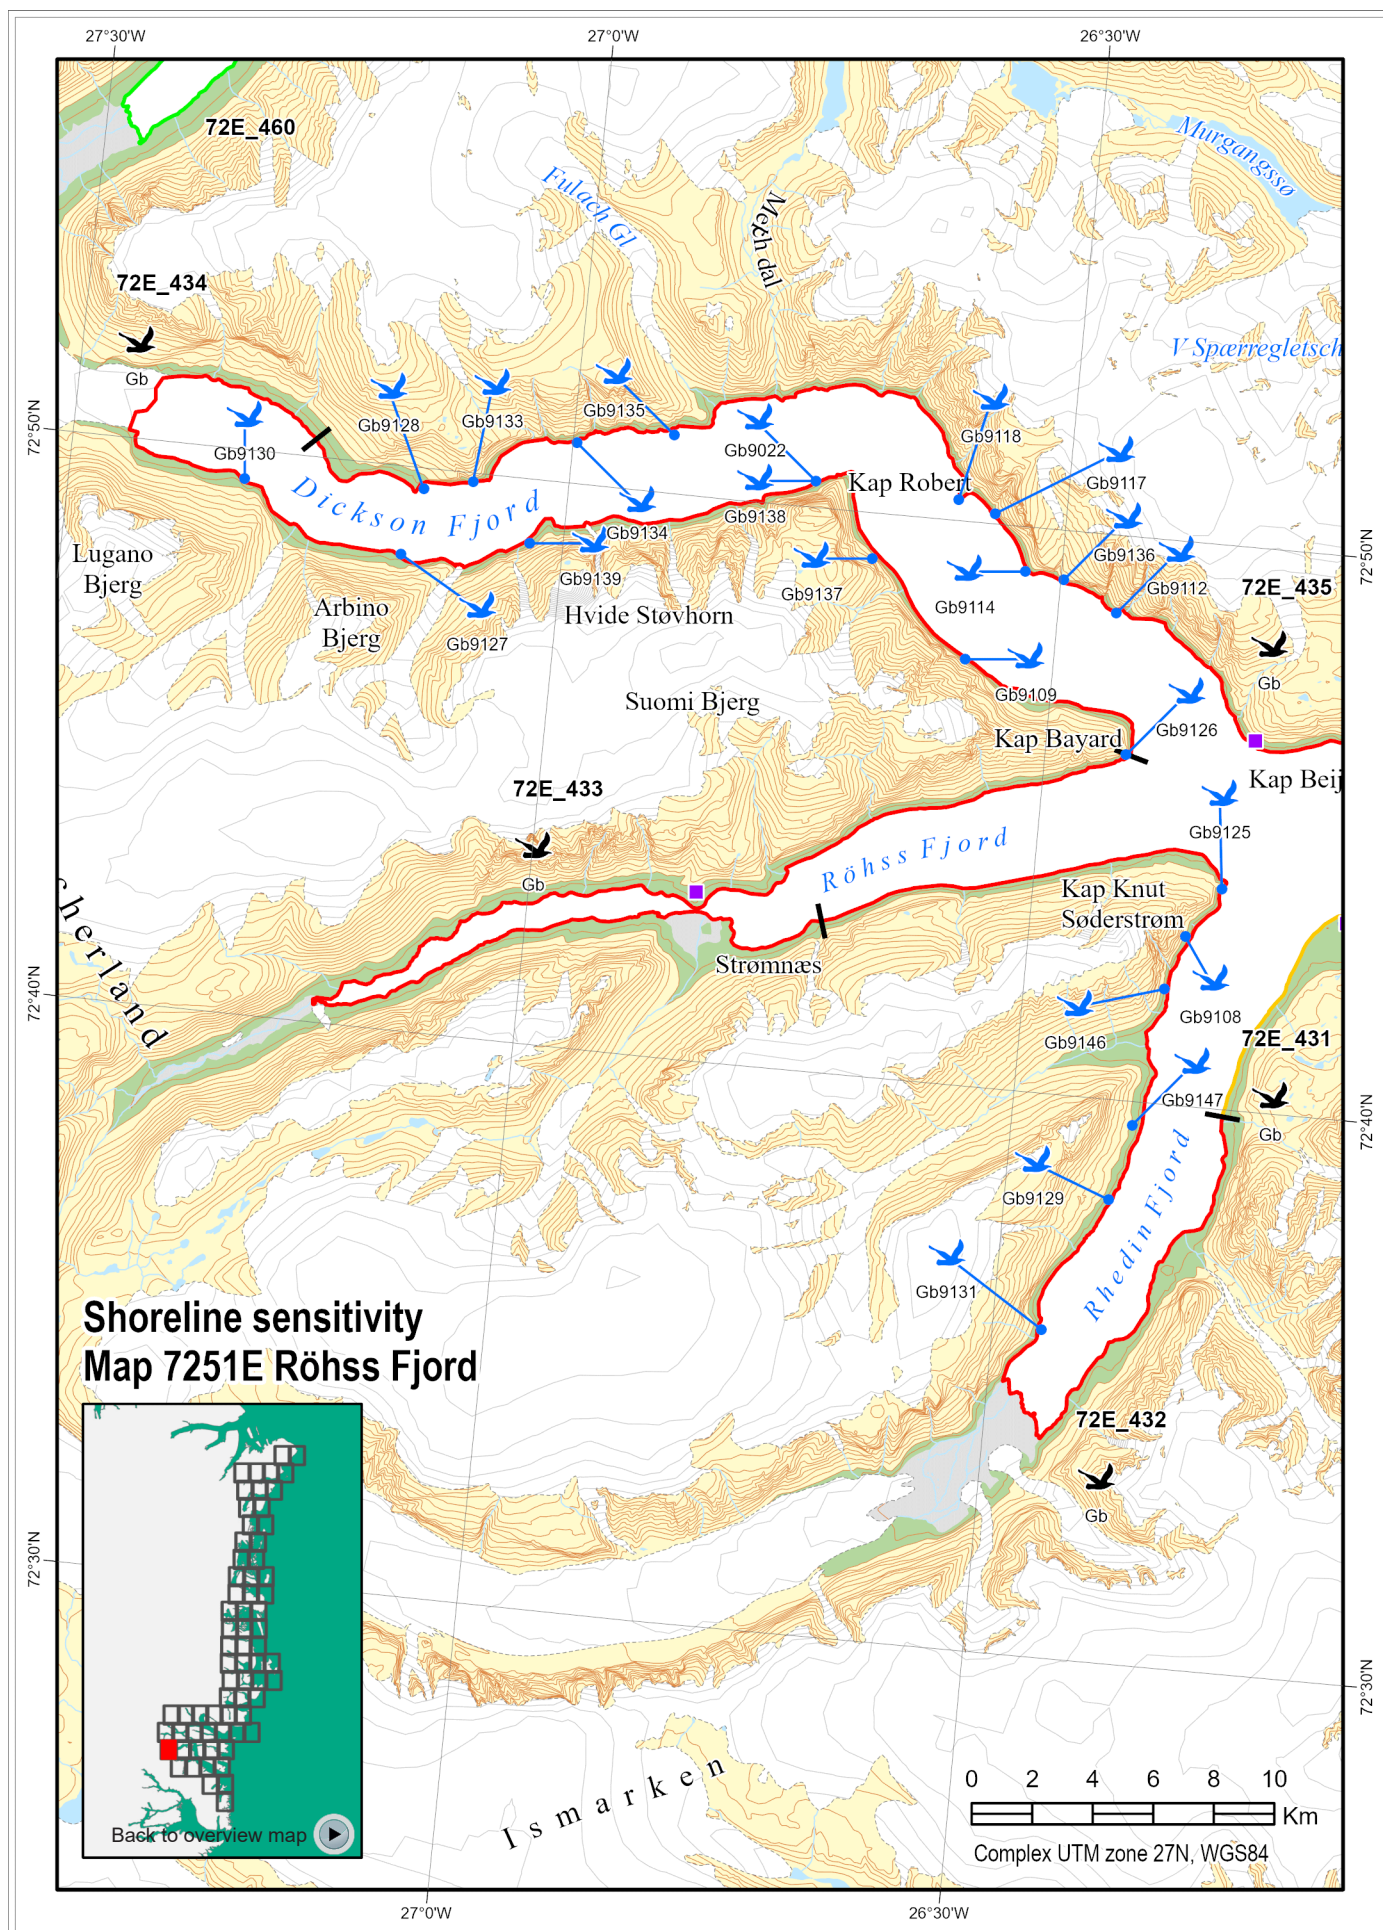 27°30'W
27°0'W
26°30'W
72E_460
Murgangssø
Fulach Gl
Mech dal
72E_434
Gb
V Spærregletsch
72°50'N
Gb9128
Gb9133
Gb9135
Gb9130
Gb9022
Gb9118
Gb9117
Kap Robert
Dickson Fjord
Gb9138
Gb9134
Gb9136
Lugano
Bjerg
Gb9139
Gb9137
Gb9114
Gb9112
72°50'N
72E_435
Arbino
Bjerg
Hvide Støvhorn
Gb9127
Gb
Suomi Bjerg
Gb9109
Gb9126
Kap Bayard
Kap Beij
72E_433
Gb
Gb9125
Röhss Fjord
Kap Knut
Søderstrøm
cherland
Strømnæs
72°40'N
Gb9108
Gb9146
72E_431
Gb9147
Gb
72°40'N
Gb9129
Rhedin Fjord
Gb9131
Shoreline sensitivity
Map 7251E Röhss Fjord
72E_432
Gb
72°30'N
72°30'N
Ismarken
Back to overview map
0 2 4 6 8 10
Km
Complex UTM zone 27N, WGS84
27°0'W
26°30'W